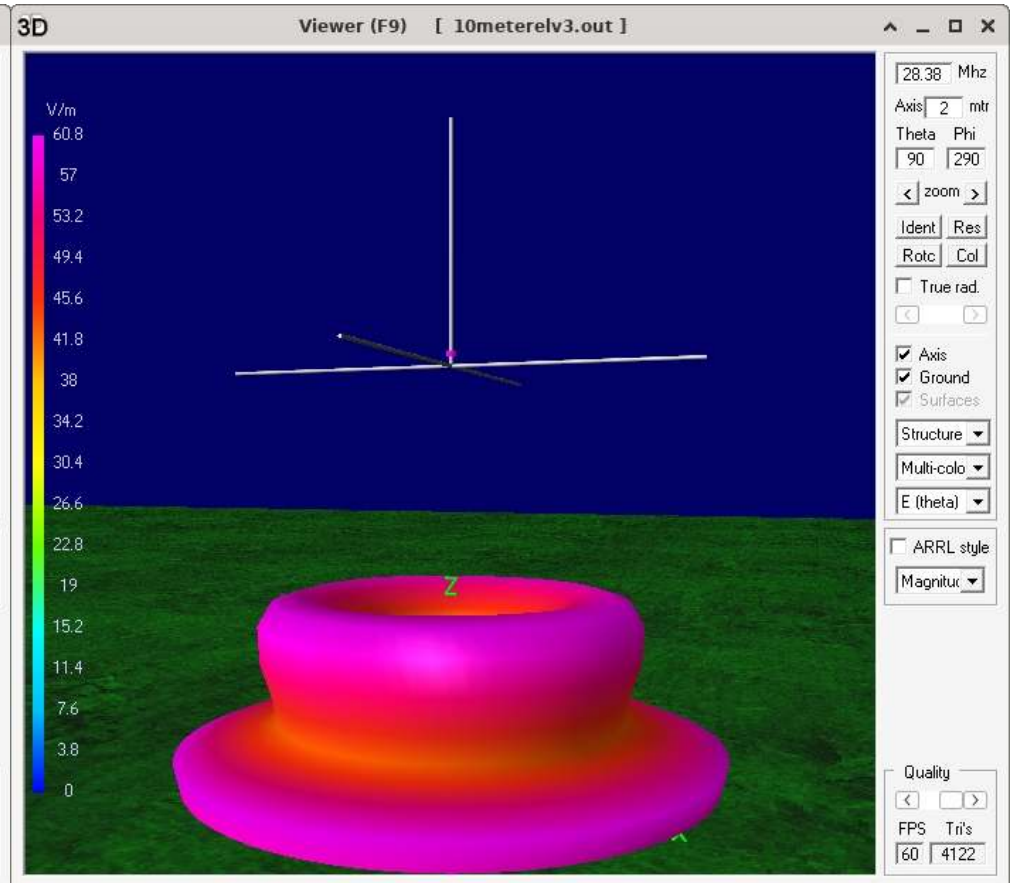 3D Viewer (F9) [ 10meterelv3.out ]
V/m
60.8
57
53.2
49.4
45.6
41.8
38
34.2
30.4
26.6
22.8
19
15.2
11.4
7.6
3.8
0
Z
28.38 Mhz
Axis 2 mtr
Theta Phi
90 290
< zoom >
Ident Res
Rotc Col
True rad.
Axis
Ground
Surfaces
Structure
Multi-colo
E (theta)
ARRL style
Magnituc
Quality
FPS Tri's
60 4122